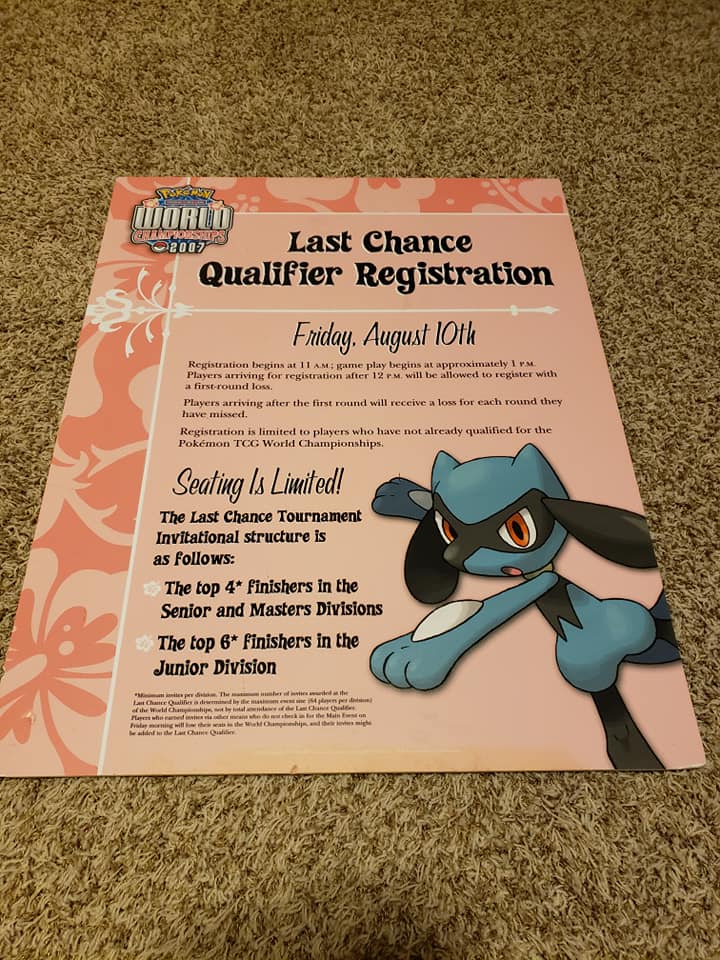 POKéMON
WORLD
CHAMPIONSHIPS
2007
Last Chance
Qualifier Registration
Friday, August 10th
Registration begins at 11 A.M.; game play begins at approximately 1 P.M.
Players arriving for registration after 12 P.M. will be allowed to register with
a first-round loss.
Players arriving after the first round will receive a loss for each round they
have missed.
Registration is limited to players who have not already qualified for the
Pokémon TCG World Championships.
Seating Is Limited!
The Last Chance Tournament
Invitational structure is
as follows:
The top 4* finishers in the
Senior and Masters Divisions
The top 6* finishers in the
Junior Division
*Minimum invites per division. The maximum number of invites awarded at the
Last Chance Qualifier is determined by the maximum event size (64 players per division)
of the World Championships, not by total attendance of the Last Chance Qualifier.
Players who earned invites via other means who do not check in for the Main Event on
Friday morning will lose their seats in the World Championships, and their invites might
be added to the Last Chance Qualifier.